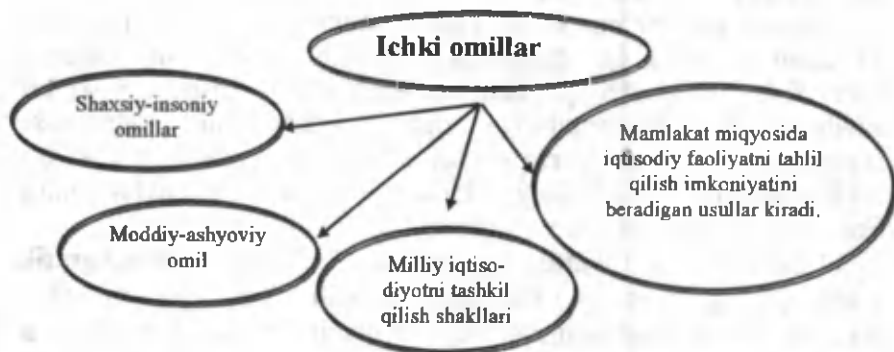 Ichki omillar
Shaxsiy-insoniy
omillar
Moddiy-ashyoviy
omil
Milliy iqtiso-
diyotni tashkil
qilish shakllari
Mamlakat miqyosida
iqtisodiy faoliyatni tahlil
qilish imkoniyatini
beradigan usullar kiradi.